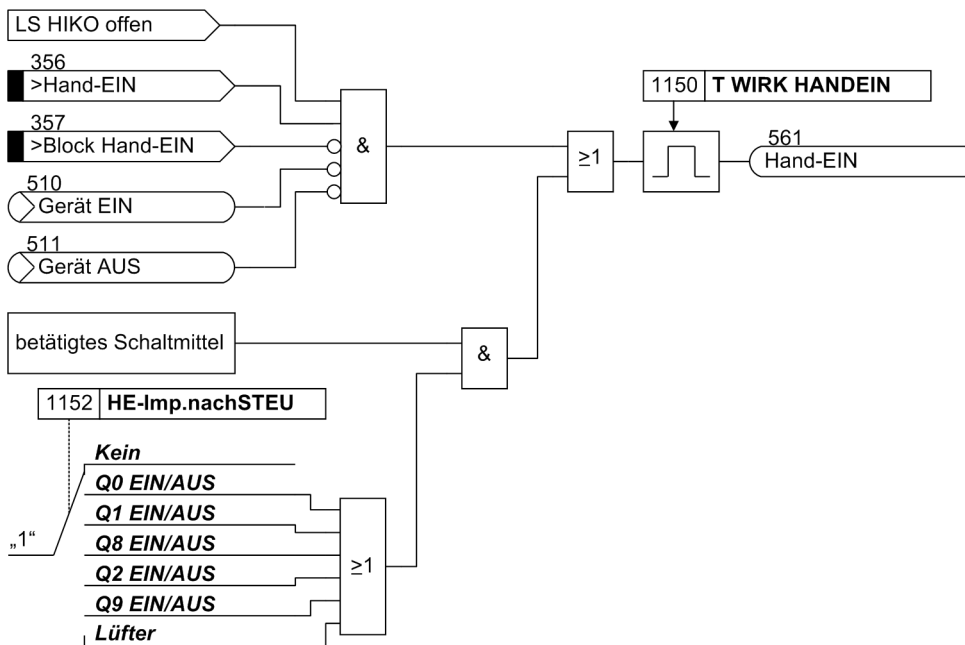 LS HIKO offen
356
>Hand-EIN
357
>Block Hand-EIN
510
Gerät EIN
511
Gerät AUS
&
≥1
1150 T WIRK HANDEIN
561
Hand-EIN
betätigtes Schaltmittel
&
1152 HE-Imp.nachSTEU
Kein
Q0 EIN/AUS
Q1 EIN/AUS
Q8 EIN/AUS
Q2 EIN/AUS
Q9 EIN/AUS
Lüfter
„1“
≥1